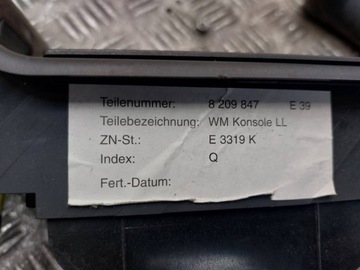 Teilenummer: 8 209 847 E 39
Teilebezeichnung: WM Konsole LL
ZN-St.: E 3319 K
Index: Q
Fert.-Datum: